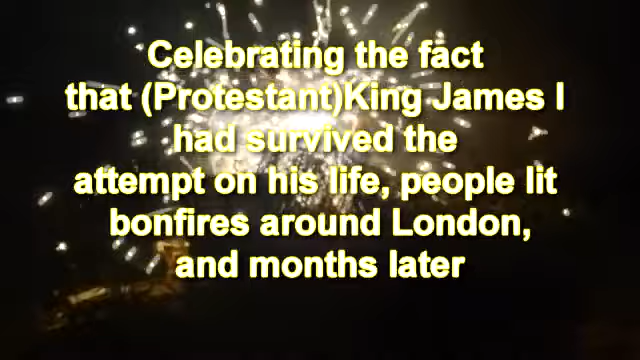 Celebrating the fact
that (Protestant)King James I
had survived the
attempt on his life, people lit
bonfires around London,
and months later